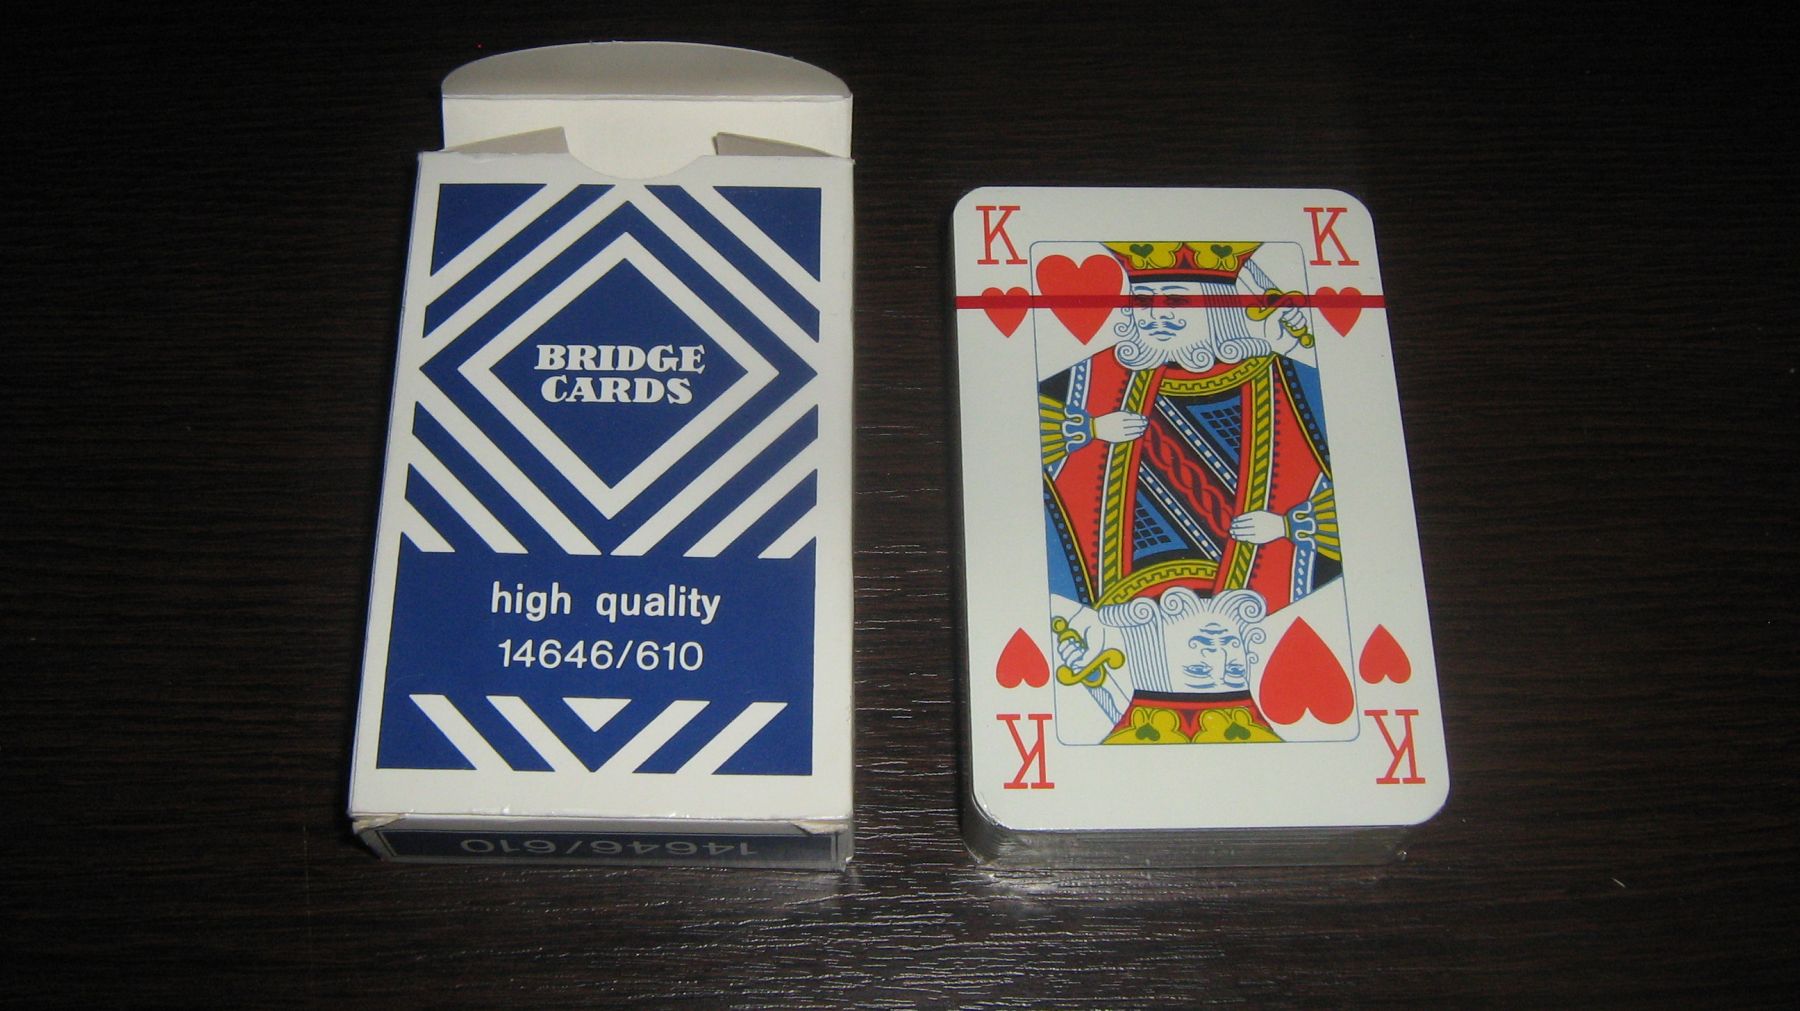 BRIDGE
CARDS
high quality
14646/610
14646/610
K K
K K